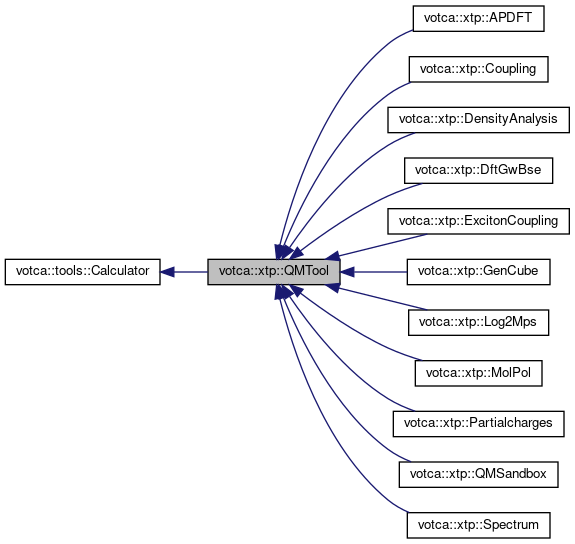 votca::xtp::APDFT
votca::xtp::Coupling
votca::xtp::DensityAnalysis
votca::xtp::DftGwBse
votca::xtp::ExcitonCoupling
votca::tools::Calculator
votca::xtp::QMTool
votca::xtp::GenCube
votca::xtp::Log2Mps
votca::xtp::MolPol
votca::xtp::Partialcharges
votca::xtp::QMSandbox
votca::xtp::Spectrum